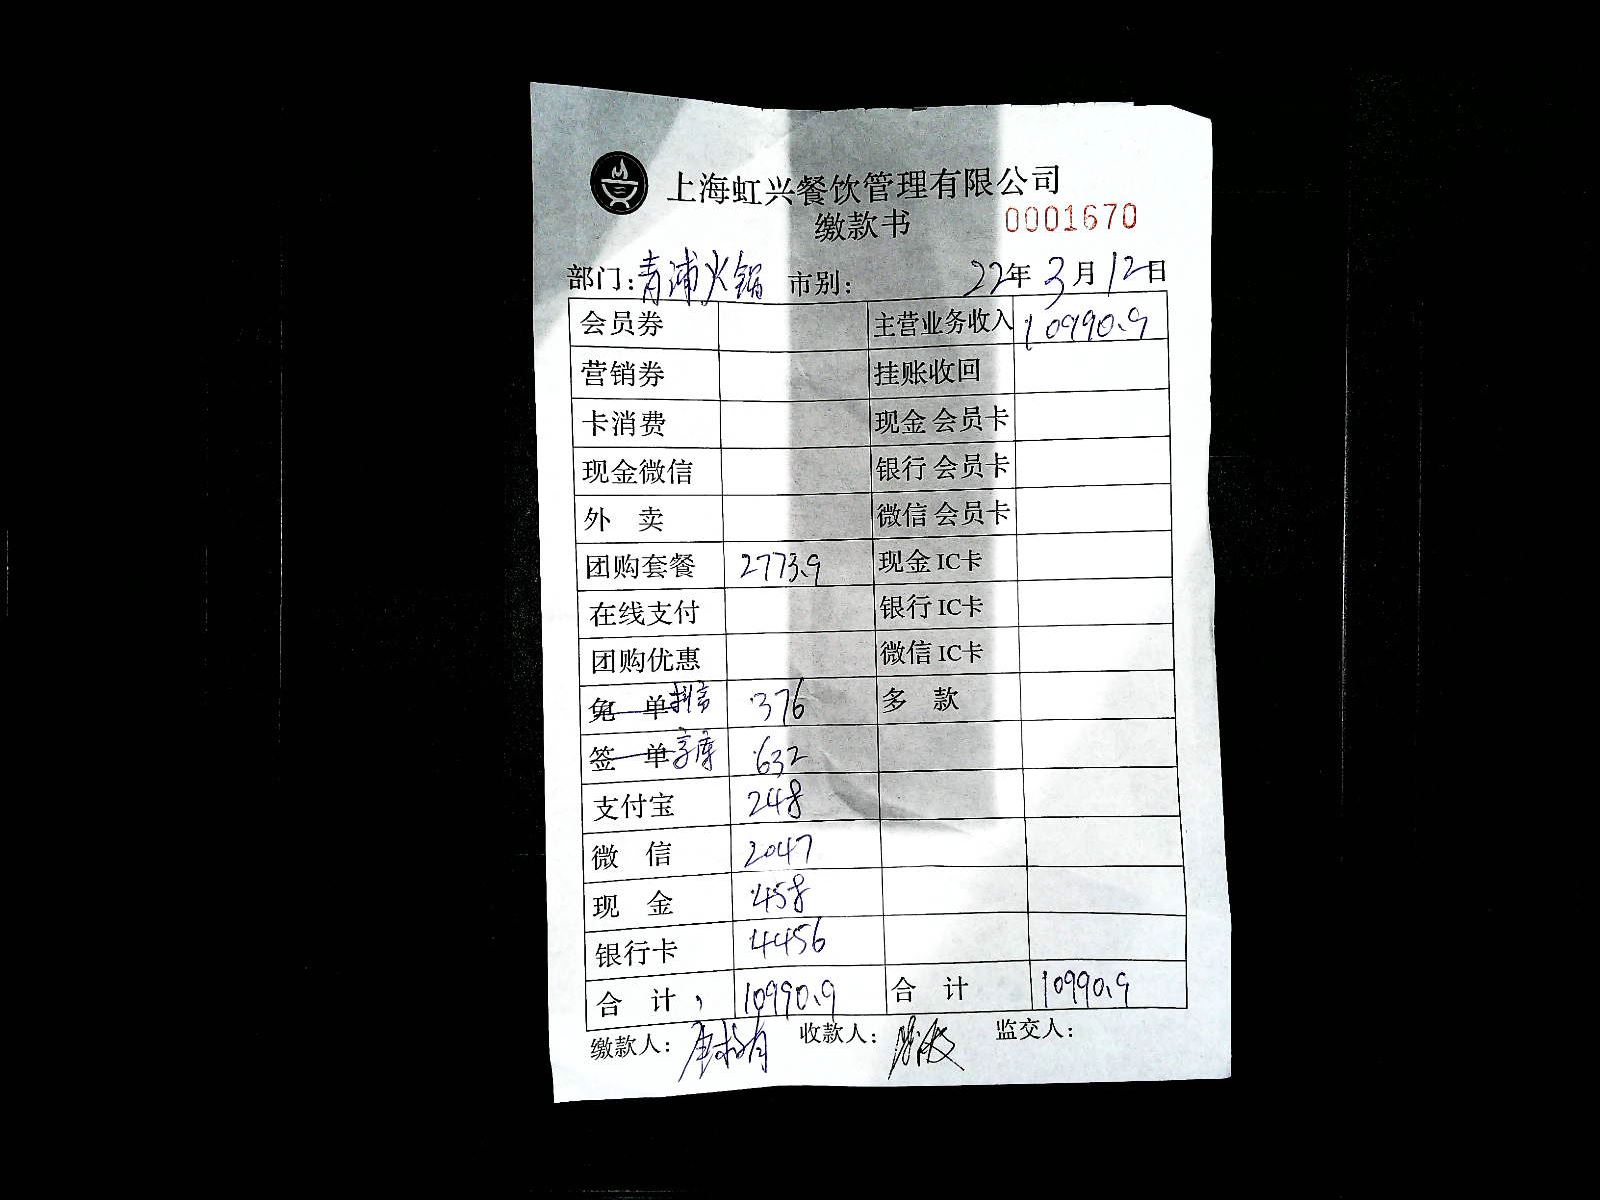 上海虹兴餐饮管理有限公司
缴款书 0001670
部门：青浦火锅 市别： 22年3月12日
会员券 主营业务收入 10990.9
营销券 挂账收回
卡消费 现金会员卡
现金微信 银行会员卡
外卖 微信会员卡
团购套餐 2773.9 现金IC卡
在线支付 银行IC卡
团购优惠 微信IC卡
免单抖音 376 多款
签单字库 632
支付宝 248
微信 2047
现金 458
银行卡 4456
合计 10990.9 合计 10990.9
缴款人： 收款人： 监交人：